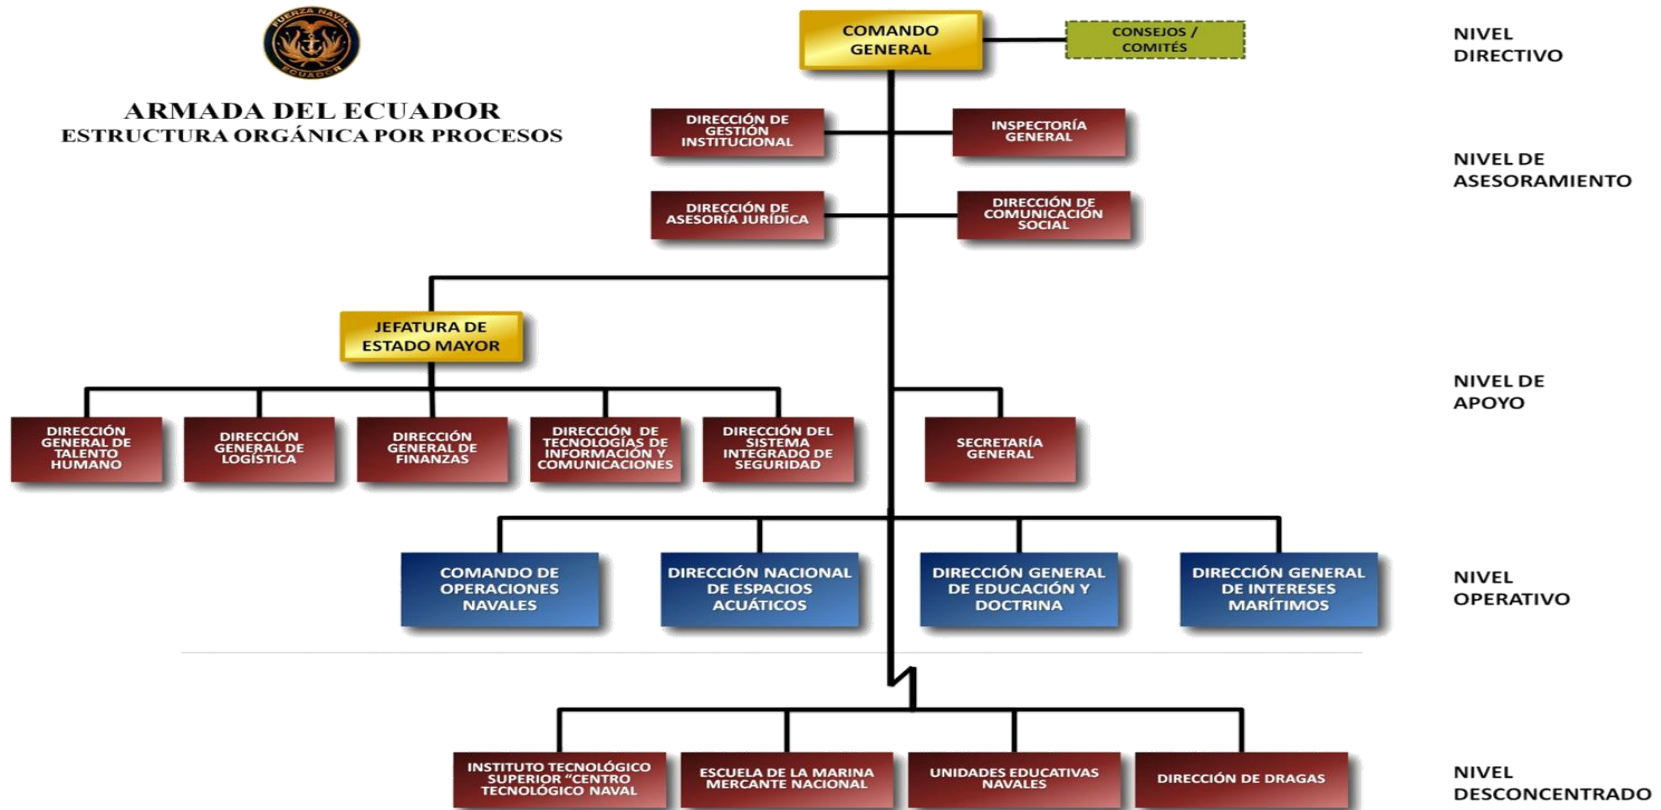 FUERZA NAVAL
ECUADOR
ARMADA DEL ECUADOR
ESTRUCTURA ORGÁNICA POR PROCESOS
COMANDO
GENERAL
CONSEJOS /
COMITÉS
NIVEL
DIRECTIVO
DIRECCIÓN DE
GESTIÓN
INSTITUCIONAL
INSPECTORÍA
GENERAL
NIVEL DE
ASESORAMIENTO
DIRECCIÓN DE
ASESORÍA JURÍDICA
DIRECCIÓN DE
COMUNICACIÓN
SOCIAL
JEFATURA DE
ESTADO MAYOR
NIVEL DE
APOYO
DIRECCIÓN
GENERAL DE
TALENTO
HUMANO
DIRECCIÓN
GENERAL DE
LOGÍSTICA
DIRECCIÓN
GENERAL DE
FINANZAS
DIRECCIÓN DE
TECNOLOGÍAS DE
INFORMACIÓN Y
COMUNICACIONES
DIRECCIÓN DEL
SISTEMA
INTEGRADO DE
SEGURIDAD
SECRETARÍA
GENERAL
COMANDO DE
OPERACIONES
NAVALES
DIRECCIÓN NACIONAL
DE ESPACIOS
ACUÁTICOS
DIRECCIÓN GENERAL
DE EDUCACIÓN Y
DOCTRINA
DIRECCIÓN GENERAL
DE INTERESES
MARÍTIMOS
NIVEL
OPERATIVO
INSTITUTO TECNOLÓGICO
SUPERIOR “CENTRO
TECNOLÓGICO NAVAL
ESCUELA DE LA MARINA
MERCANTE NACIONAL
UNIDADES EDUCATIVAS
NAVALES
DIRECCIÓN DE DRAGAS
NIVEL
DESCONCENTRADO